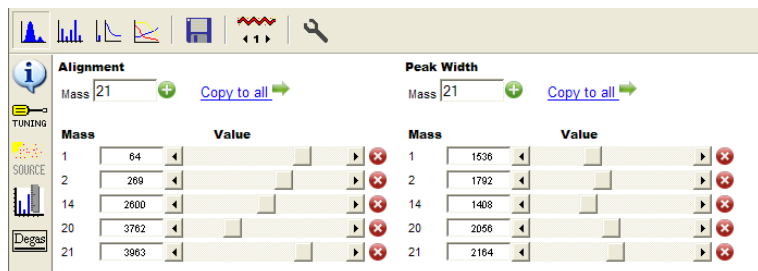 Alignment Peak Width
Mass 21 Copy to all Mass 21 Copy to all
TUNING
Mass Value Mass Value
1 64 1 1536
SOURCE
2 269 2 1792
14 2600 14 1408
20 3762 20 2056
Degas
21 3963 21 2164
1